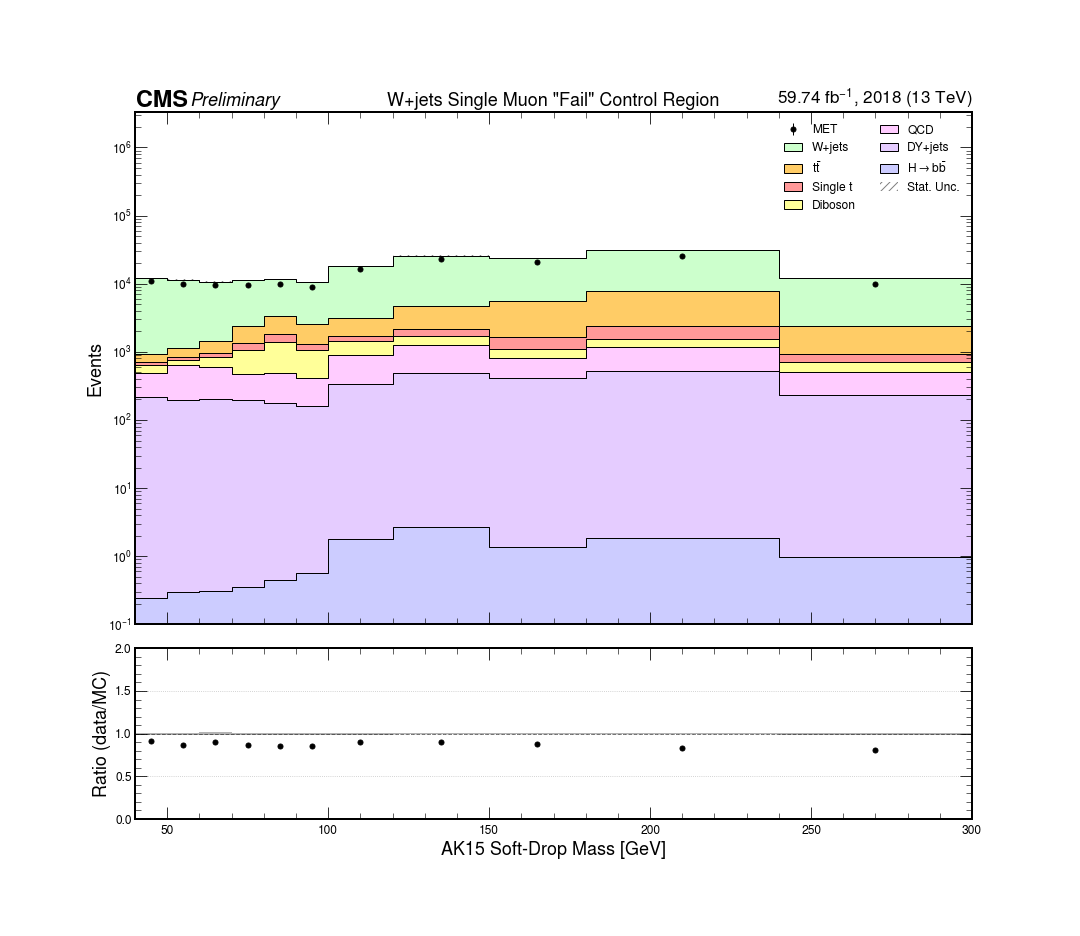 CMS Preliminary W+jets Single Muon "Fail" Control Region 59.74 fb⁻¹, 2018 (13 TeV)
MET QCD
W+jets DY+jets
tt̄ H→bb̄
Single t Stat. Unc.
Diboson
10⁶
10⁵
10⁴
10³
10²
10¹
10⁰
10⁻¹
Events
2.0
1.5
1.0
0.5
0.0
Ratio (data/MC)
50 100 150 200 250 300
AK15 Soft-Drop Mass [GeV]